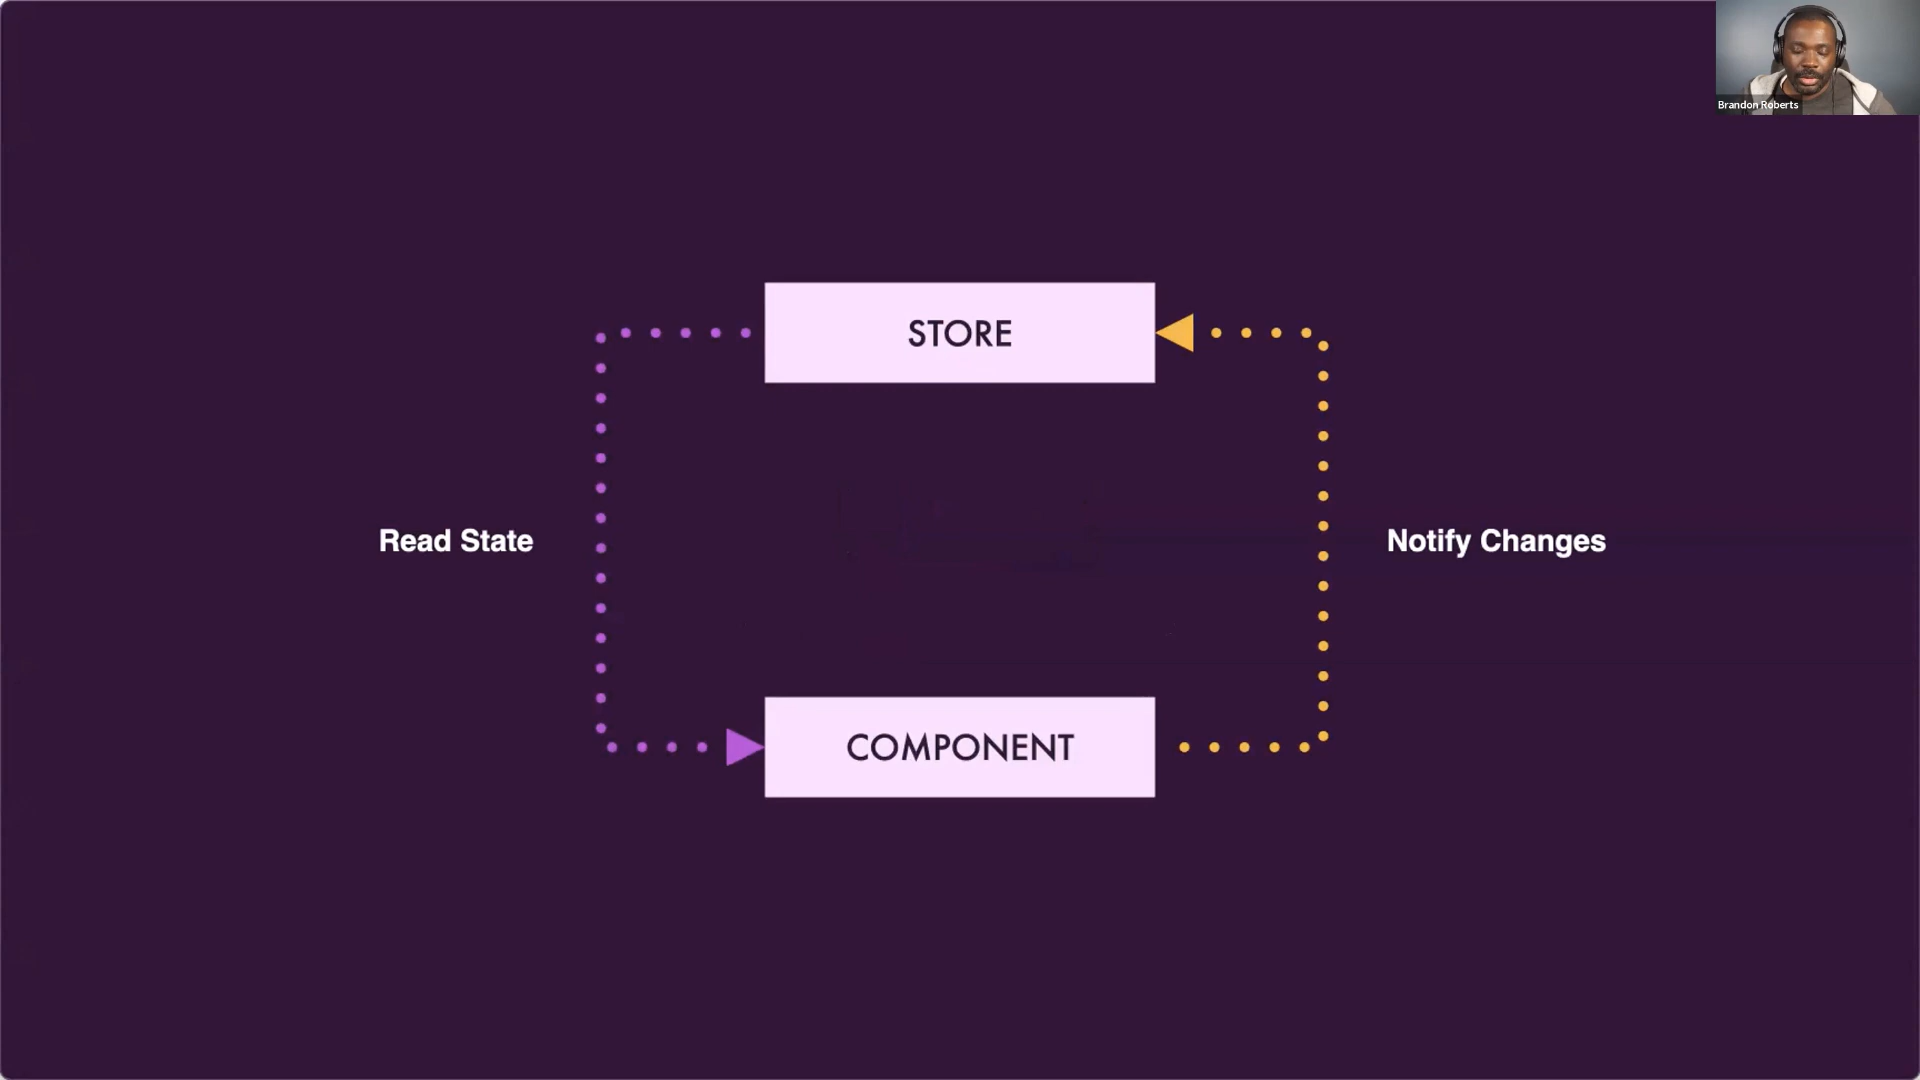 Brandon Roberts
STORE
Read State
Notify Changes
COMPONENT